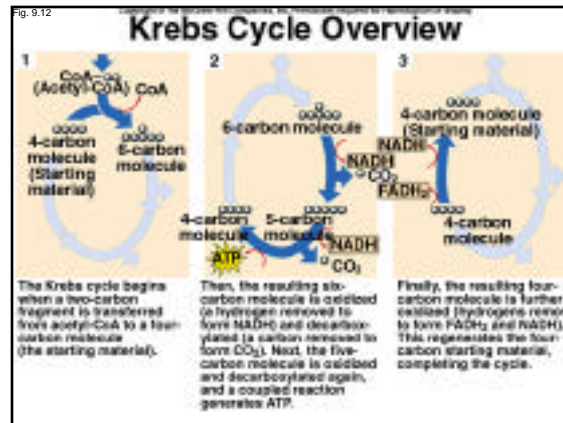 Fig. 9.12
Krebs Cycle Overview
1
CoA
(Acetyl-CoA)
CoA
4-carbon
molecule
(Starting
material)
6-carbon
molecule
The Krebs cycle begins
when a two-carbon
fragment is transferred
from acetyl-CoA to a four-
carbon molecule
(the starting material).
2
6-carbon molecule
NADH
CO2
4-carbon
molecule
5-carbon
molecule
NADH
ATP
CO2
Then, the resulting six-
carbon molecule is oxidized
(a hydrogen removed to
form NADH) and decarbox-
ylated (a carbon removed to
form CO2). Next, the five-
carbon molecule is oxidized
and decarboxylated again,
and a coupled reaction
generates ATP.
3
4-carbon molecule
(Starting material)
NADH
FADH2
4-carbon
molecule
Finally, the resulting four-
carbon molecule is further
oxidized (hydrogens
to form FADH2 and NADH).
This regenerates the four-
carbon starting material,
completing the cycle.